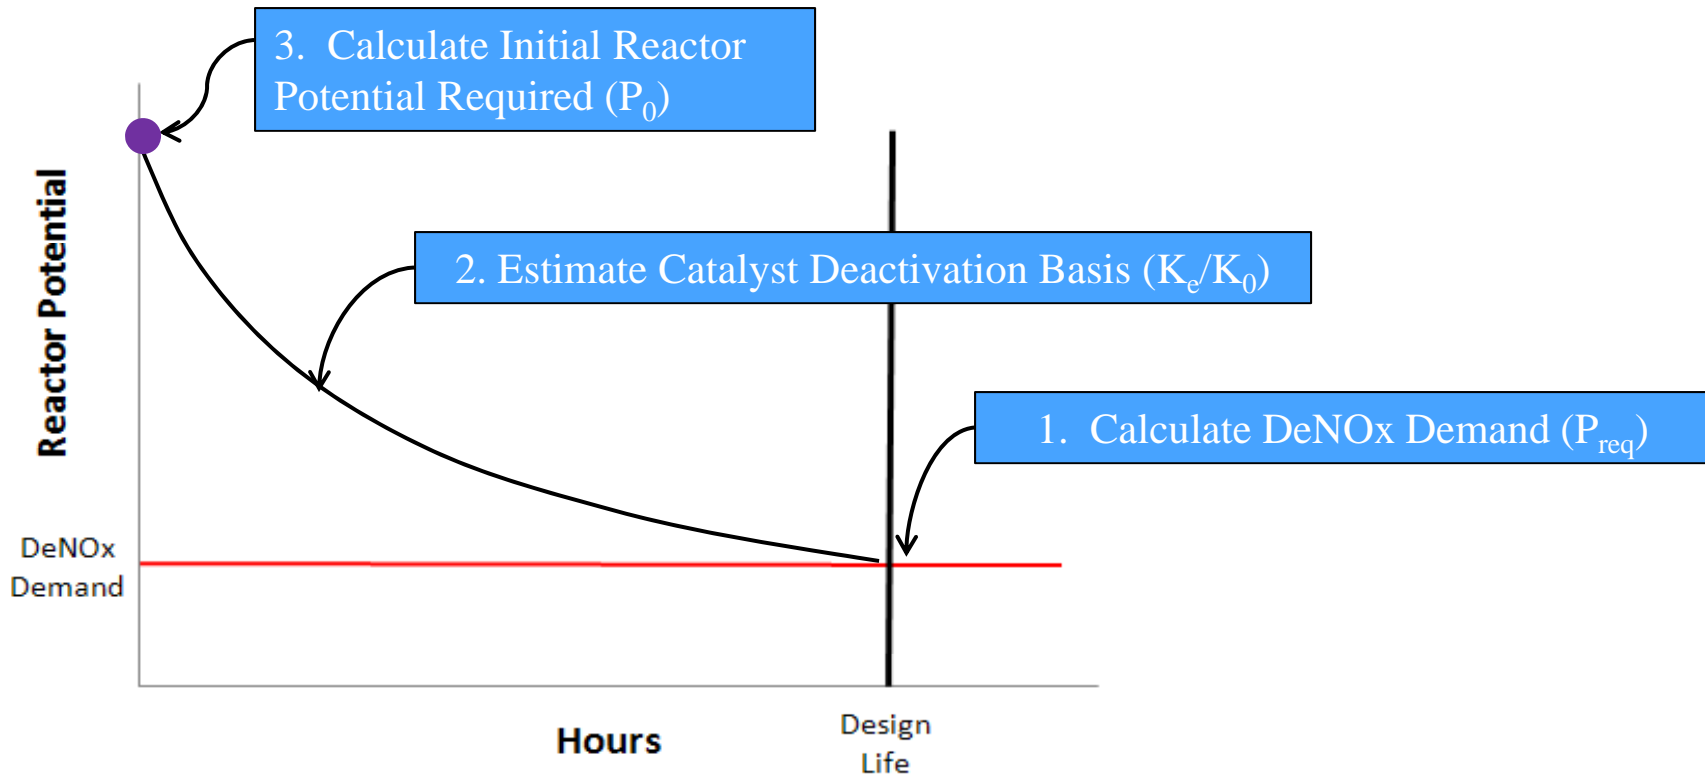 3.  Calculate Initial Reactor
Potential Required (P₀)
2. Estimate Catalyst Deactivation Basis (Kₑ/K₀)
1.  Calculate DeNOx Demand (P_req)
Reactor Potential
DeNOx
Demand
Hours
Design
Life